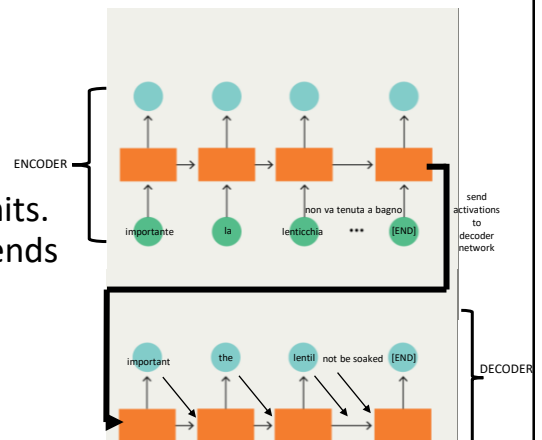 ENCODER
its.
ends
non va tenuta a bagno
importante
la
lenticchia
•••
[END]
send
activations
to
decoder
network
important
the
lentil
not be soaked
[END]
DECODER